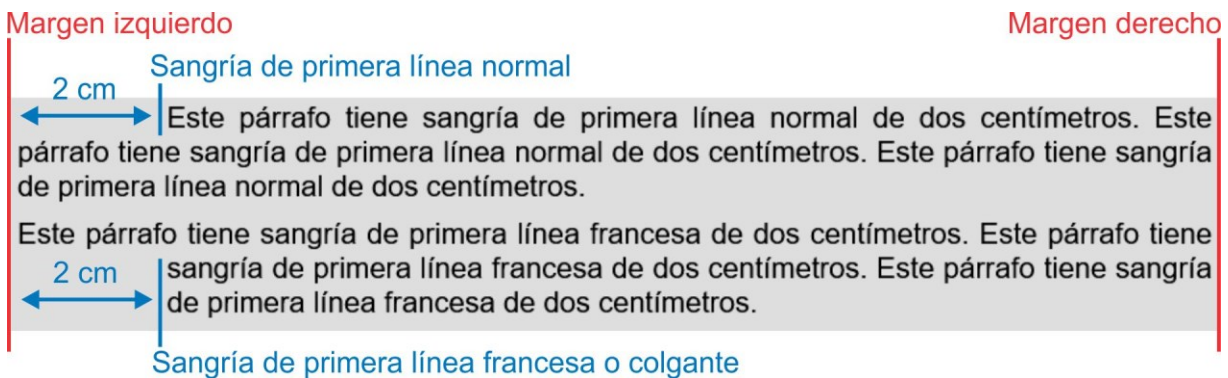 Margen izquierdo Margen derecho
Sangría de primera línea normal
2 cm
Este párrafo tiene sangría de primera línea normal de dos centímetros. Este
párrafo tiene sangría de primera línea normal de dos centímetros. Este párrafo tiene sangría
de primera línea normal de dos centímetros.
Este párrafo tiene sangría de primera línea francesa de dos centímetros. Este párrafo tiene
2 cm
sangría de primera línea francesa de dos centímetros. Este párrafo tiene sangría
de primera línea francesa de dos centímetros.
Sangría de primera línea francesa o colgante